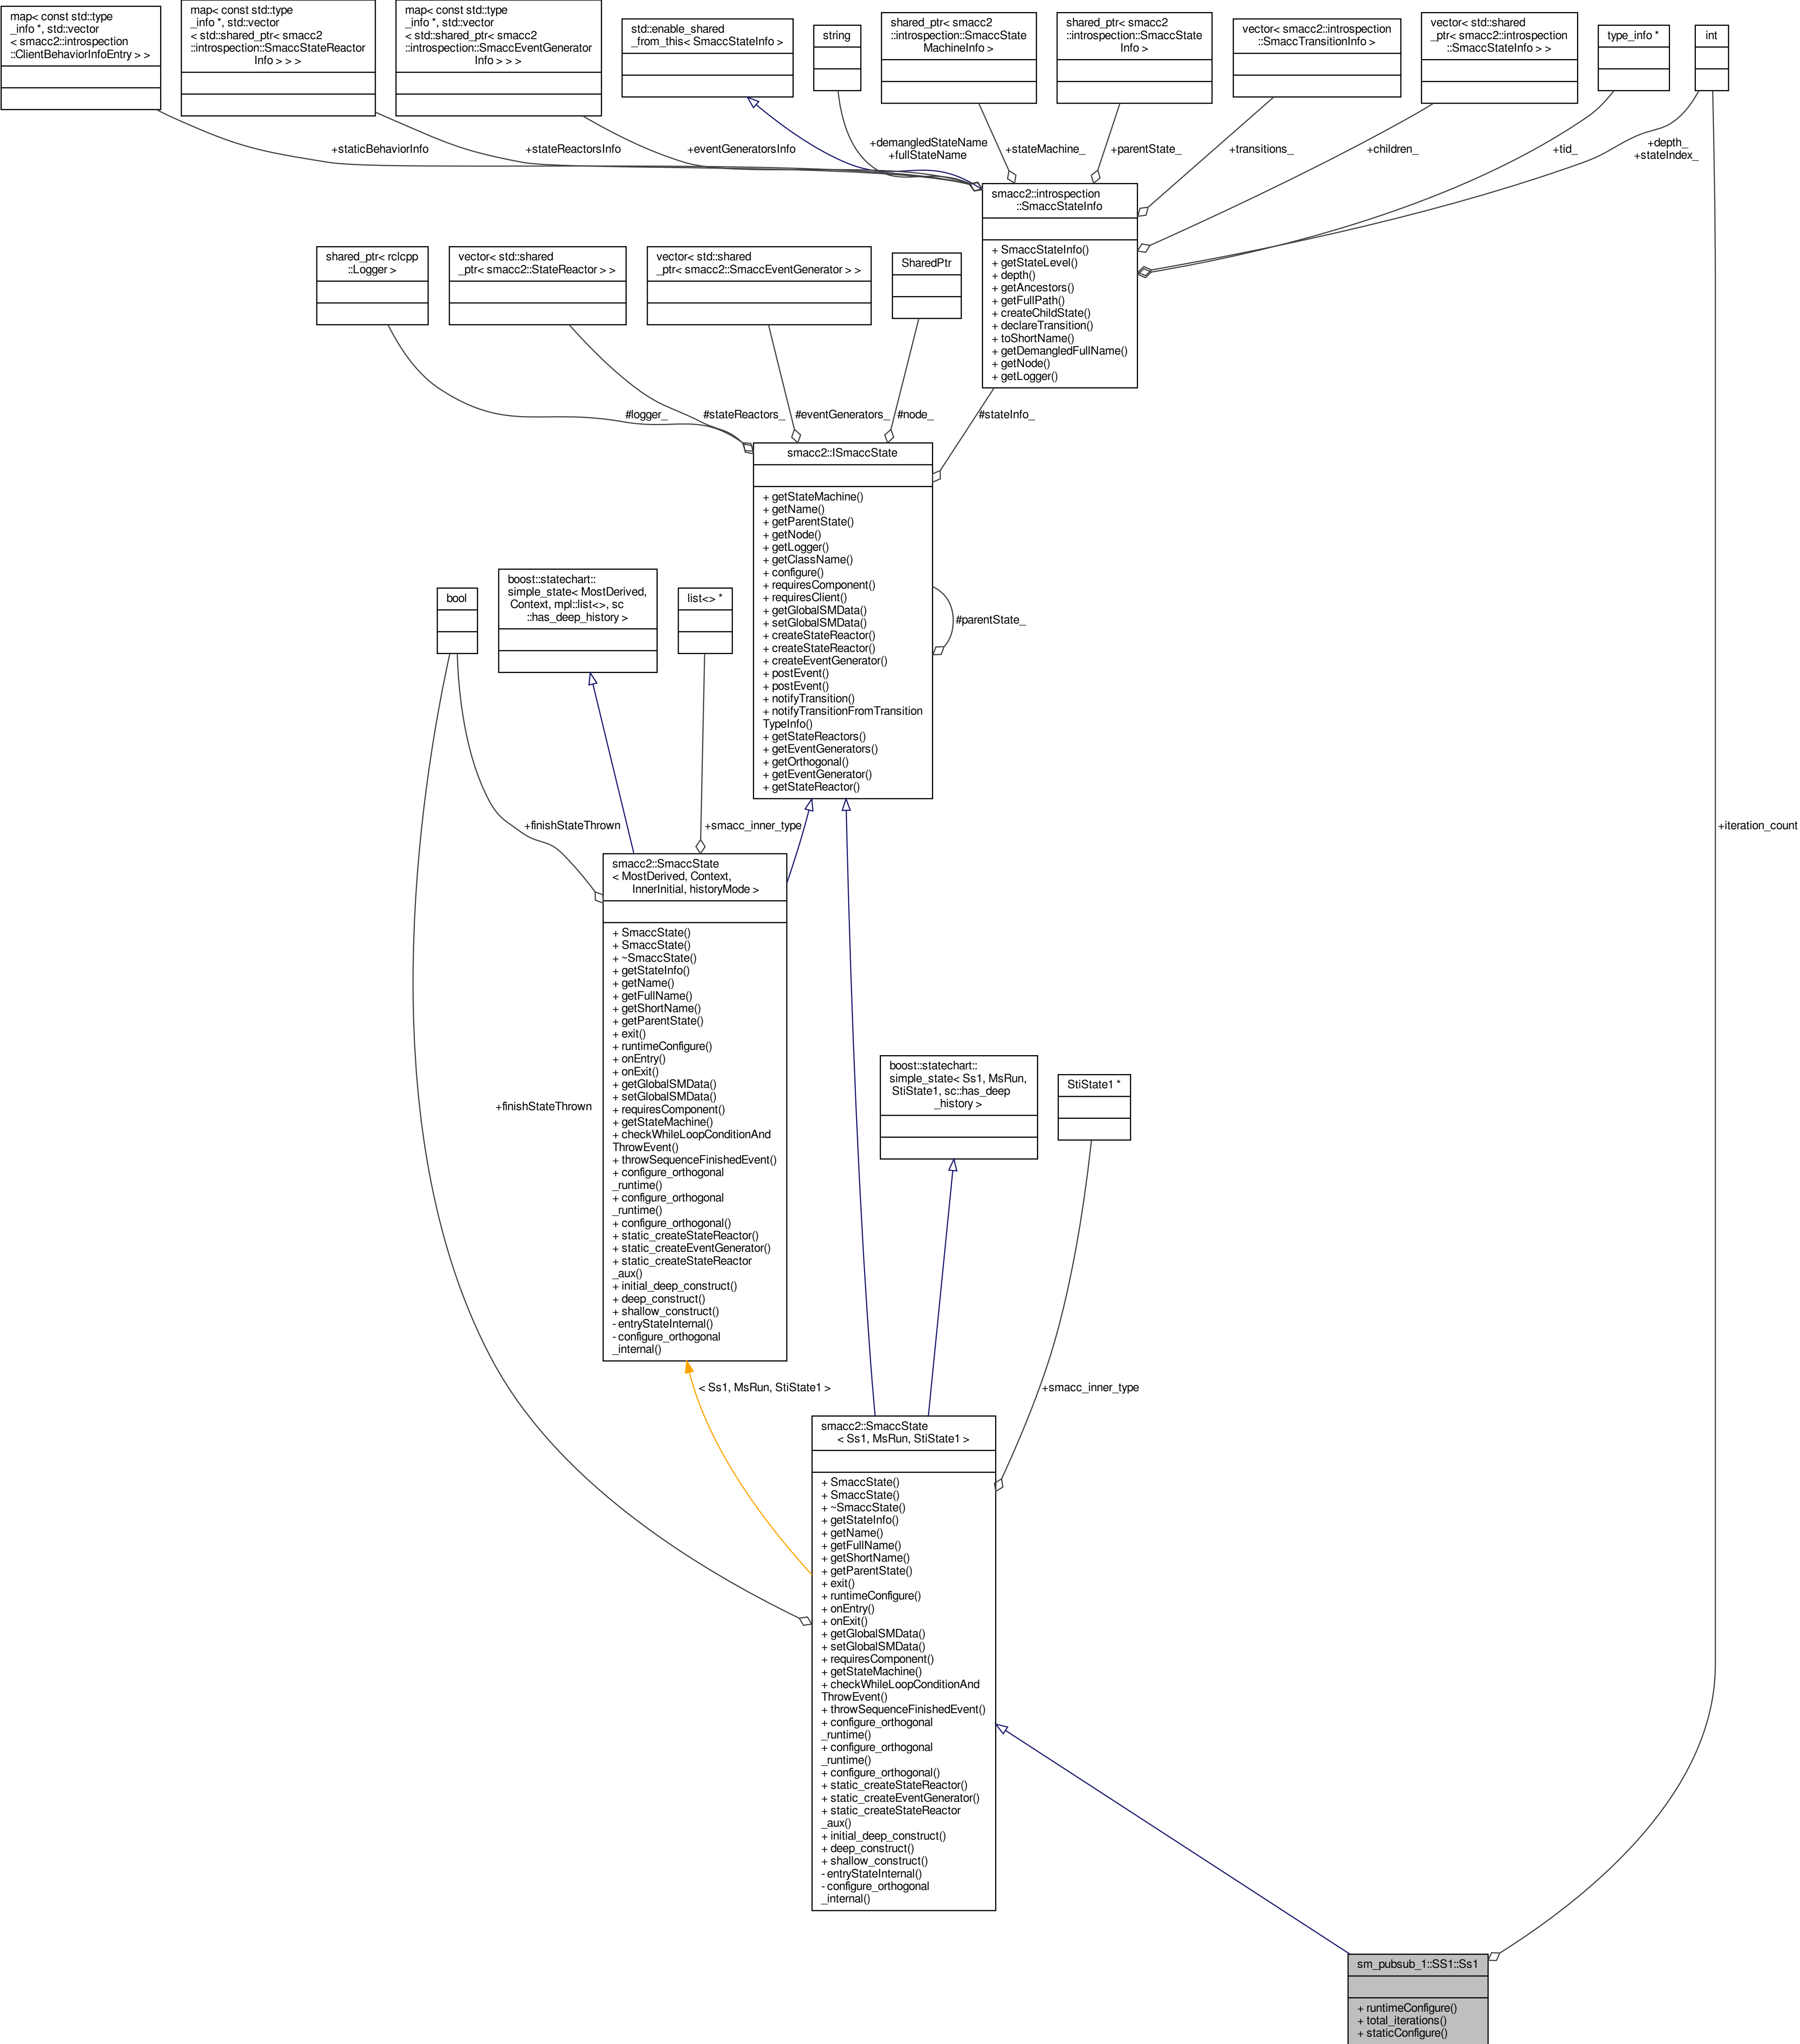 map< const std::type
_info *, std::vector
< smacc2::introspection
::ClientBehaviorInfoEntry > >
map< const std::type
_info *, std::vector
< std::shared_ptr< smacc2
::introspection::SmaccStateReactor
Info > > >
map< const std::type
_info *, std::vector
< std::shared_ptr< smacc2
::introspection::SmaccEventGenerator
Info > > >
std::enable_shared
_from_this< SmaccStateInfo >
string
shared_ptr< smacc2
::introspection::SmaccState
MachineInfo >
shared_ptr< smacc2
::introspection::SmaccState
Info >
vector< smacc2::introspection
::SmaccTransitionInfo >
vector< std::shared
_ptr< smacc2::introspection
::SmaccStateInfo > >
type_info *
int
+staticBehaviorInfo
+stateReactorsInfo
+eventGeneratorsInfo
+demangledStateName
+fullStateName
+stateMachine_
+parentState_
+transitions_
+children_
+tid_
+depth_
+stateIndex_
smacc2::introspection
::SmaccStateInfo
+ SmaccStateInfo()
+ getStateLevel()
+ depth()
+ getAncestors()
+ getFullPath()
+ createChildState()
+ declareTransition()
+ toShortName()
+ getDemangledFullName()
+ getNode()
+ getLogger()
shared_ptr< rclcpp
::Logger >
vector< std::shared
_ptr< smacc2::StateReactor > >
vector< std::shared
_ptr< smacc2::SmaccEventGenerator > >
SharedPtr
#logger_
#stateReactors_
#eventGenerators_
#node_
#stateInfo_
smacc2::ISmaccState
+ getStateMachine()
+ getName()
+ getParentState()
+ getNode()
+ getLogger()
+ getClassName()
+ configure()
+ requiresComponent()
+ requiresClient()
+ getGlobalSMData()
+ setGlobalSMData()
+ createStateReactor()
+ createStateReactor()
+ createEventGenerator()
+ postEvent()
+ postEvent()
+ notifyTransition()
+ notifyTransitionFromTransition
TypeInfo()
+ getStateReactors()
+ getEventGenerators()
+ getOrthogonal()
+ getEventGenerator()
+ getStateReactor()
#parentState_
bool
boost::statechart::
simple_state< MostDerived,
Context, mpl::list<>, sc
::has_deep_history >
list<> *
+finishStateThrown
+smacc_inner_type
+iteration_count
smacc2::SmaccState
< MostDerived, Context,
InnerInitial, historyMode >
+ SmaccState()
+ SmaccState()
+ ~SmaccState()
+ getStateInfo()
+ getName()
+ getFullName()
+ getShortName()
+ getParentState()
+ exit()
+ runtimeConfigure()
+ onEntry()
+ onExit()
+ getGlobalSMData()
+ setGlobalSMData()
+ requiresComponent()
+ getStateMachine()
+ checkWhileLoopConditionAnd
ThrowEvent()
+ throwSequenceFinishedEvent()
+ configure_orthogonal
_runtime()
+ configure_orthogonal
_runtime()
+ configure_orthogonal()
+ static_createStateReactor()
+ static_createEventGenerator()
+ static_createStateReactor
_aux()
+ initial_deep_construct()
+ deep_construct()
+ shallow_construct()
- entryStateInternal()
- configure_orthogonal
_internal()
+finishStateThrown
boost::statechart::
simple_state< Ss1, MsRun,
StiState1, sc::has_deep
_history >
StiState1 *
< Ss1, MsRun, StiState1 >
+smacc_inner_type
smacc2::SmaccState
< Ss1, MsRun, StiState1 >
+ SmaccState()
+ SmaccState()
+ ~SmaccState()
+ getStateInfo()
+ getName()
+ getFullName()
+ getShortName()
+ getParentState()
+ exit()
+ runtimeConfigure()
+ onEntry()
+ onExit()
+ getGlobalSMData()
+ setGlobalSMData()
+ requiresComponent()
+ getStateMachine()
+ checkWhileLoopConditionAnd
ThrowEvent()
+ throwSequenceFinishedEvent()
+ configure_orthogonal
_runtime()
+ configure_orthogonal
_runtime()
+ configure_orthogonal()
+ static_createStateReactor()
+ static_createEventGenerator()
+ static_createStateReactor
_aux()
+ initial_deep_construct()
+ deep_construct()
+ shallow_construct()
- entryStateInternal()
- configure_orthogonal
_internal()
sm_pubsub_1::SS1::Ss1
+ runtimeConfigure()
+ total_iterations()
+ staticConfigure()